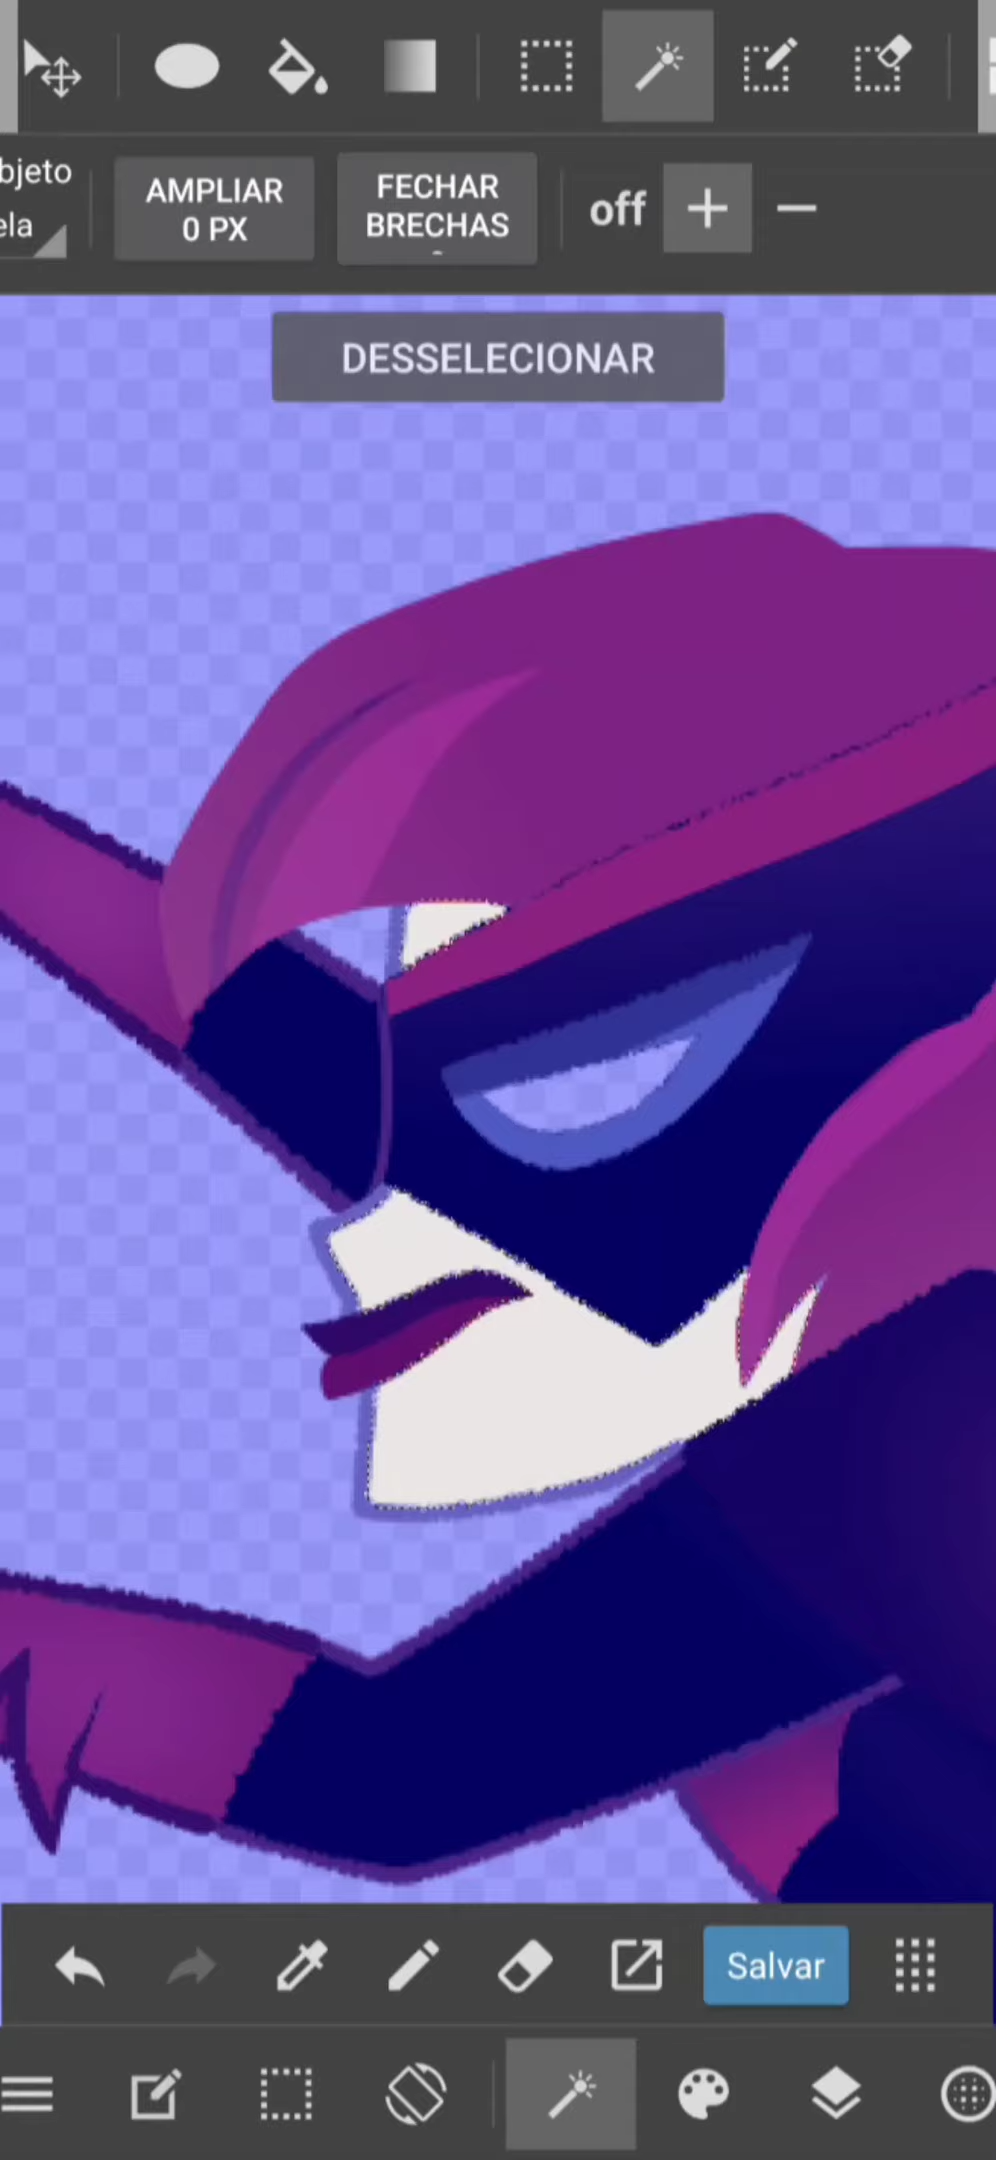 bjeto
ela
AMPLIAR
0 PX
FECHAR
BRECHAS
-
off
DESSELECIONAR
Salvar